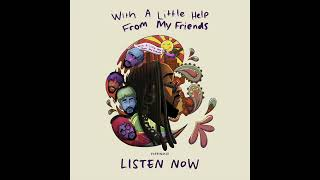 With A Little Help
From My Friends
LISTEN NOW